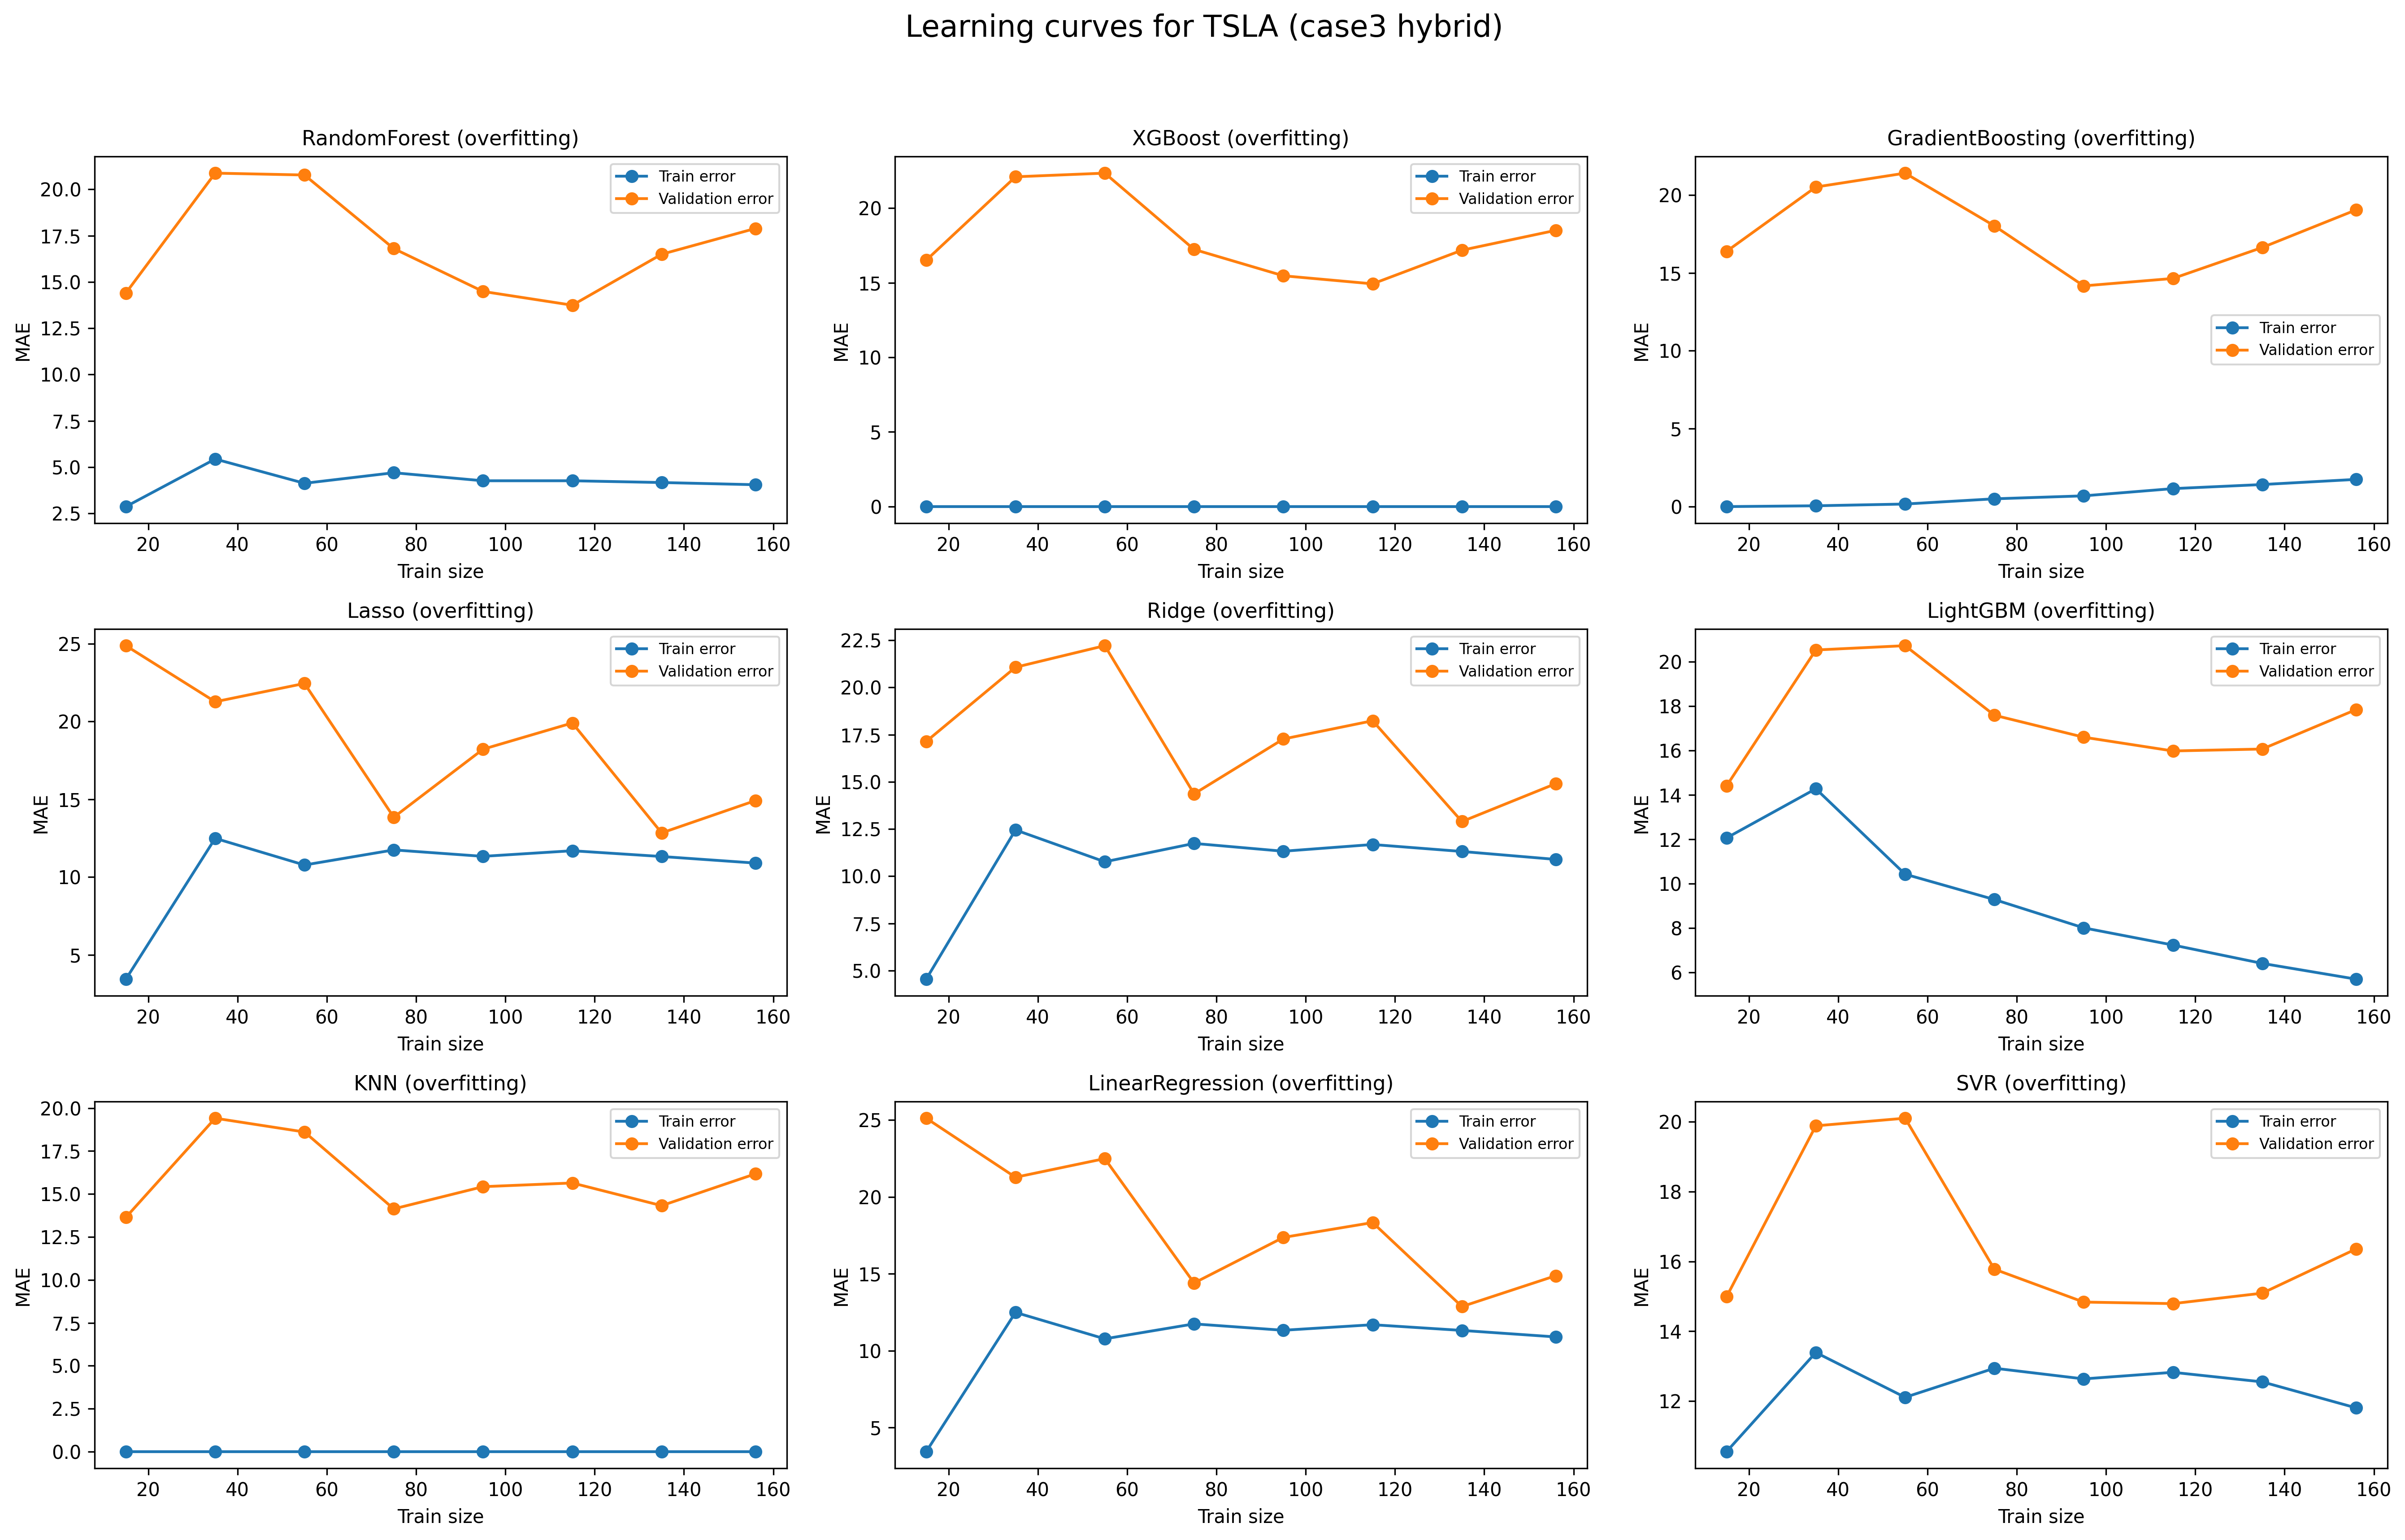 Learning curves for TSLA (case3 hybrid)
RandomForest (overfitting)
MAE
20.0
17.5
15.0
12.5
10.0
7.5
5.0
2.5
Train error
Validation error
20 40 60 80 100 120 140 160
Train size
XGBoost (overfitting)
MAE
20
15
10
5
0
Train error
Validation error
20 40 60 80 100 120 140 160
Train size
GradientBoosting (overfitting)
MAE
20
15
10
5
0
Train error
Validation error
20 40 60 80 100 120 140 160
Train size
Lasso (overfitting)
MAE
25
20
15
10
5
Train error
Validation error
20 40 60 80 100 120 140 160
Train size
Ridge (overfitting)
MAE
22.5
20.0
17.5
15.0
12.5
10.0
7.5
5.0
Train error
Validation error
20 40 60 80 100 120 140 160
Train size
LightGBM (overfitting)
MAE
20
18
16
14
12
10
8
6
Train error
Validation error
20 40 60 80 100 120 140 160
Train size
KNN (overfitting)
MAE
20.0
17.5
15.0
12.5
10.0
7.5
5.0
2.5
0.0
Train error
Validation error
20 40 60 80 100 120 140 160
Train size
LinearRegression (overfitting)
MAE
25
20
15
10
5
Train error
Validation error
20 40 60 80 100 120 140 160
Train size
SVR (overfitting)
MAE
20
18
16
14
12
Train error
Validation error
20 40 60 80 100 120 140 160
Train size